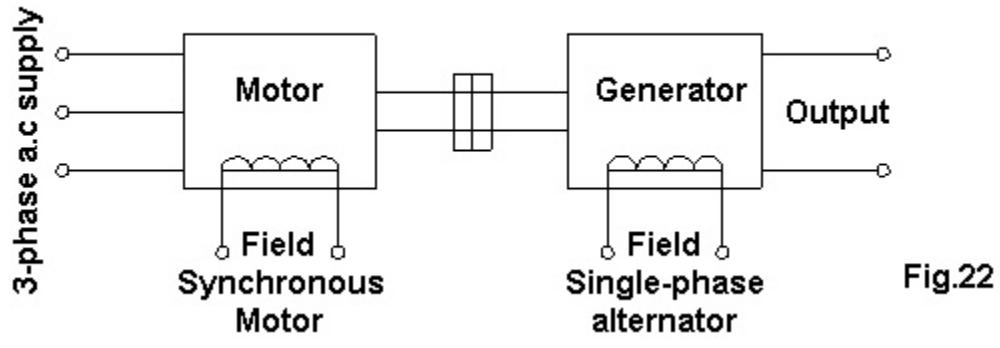 3-phase a.c supply
Motor
Generator
Output
Field
Synchronous
Motor
Field
Single-phase
alternator
Fig.22